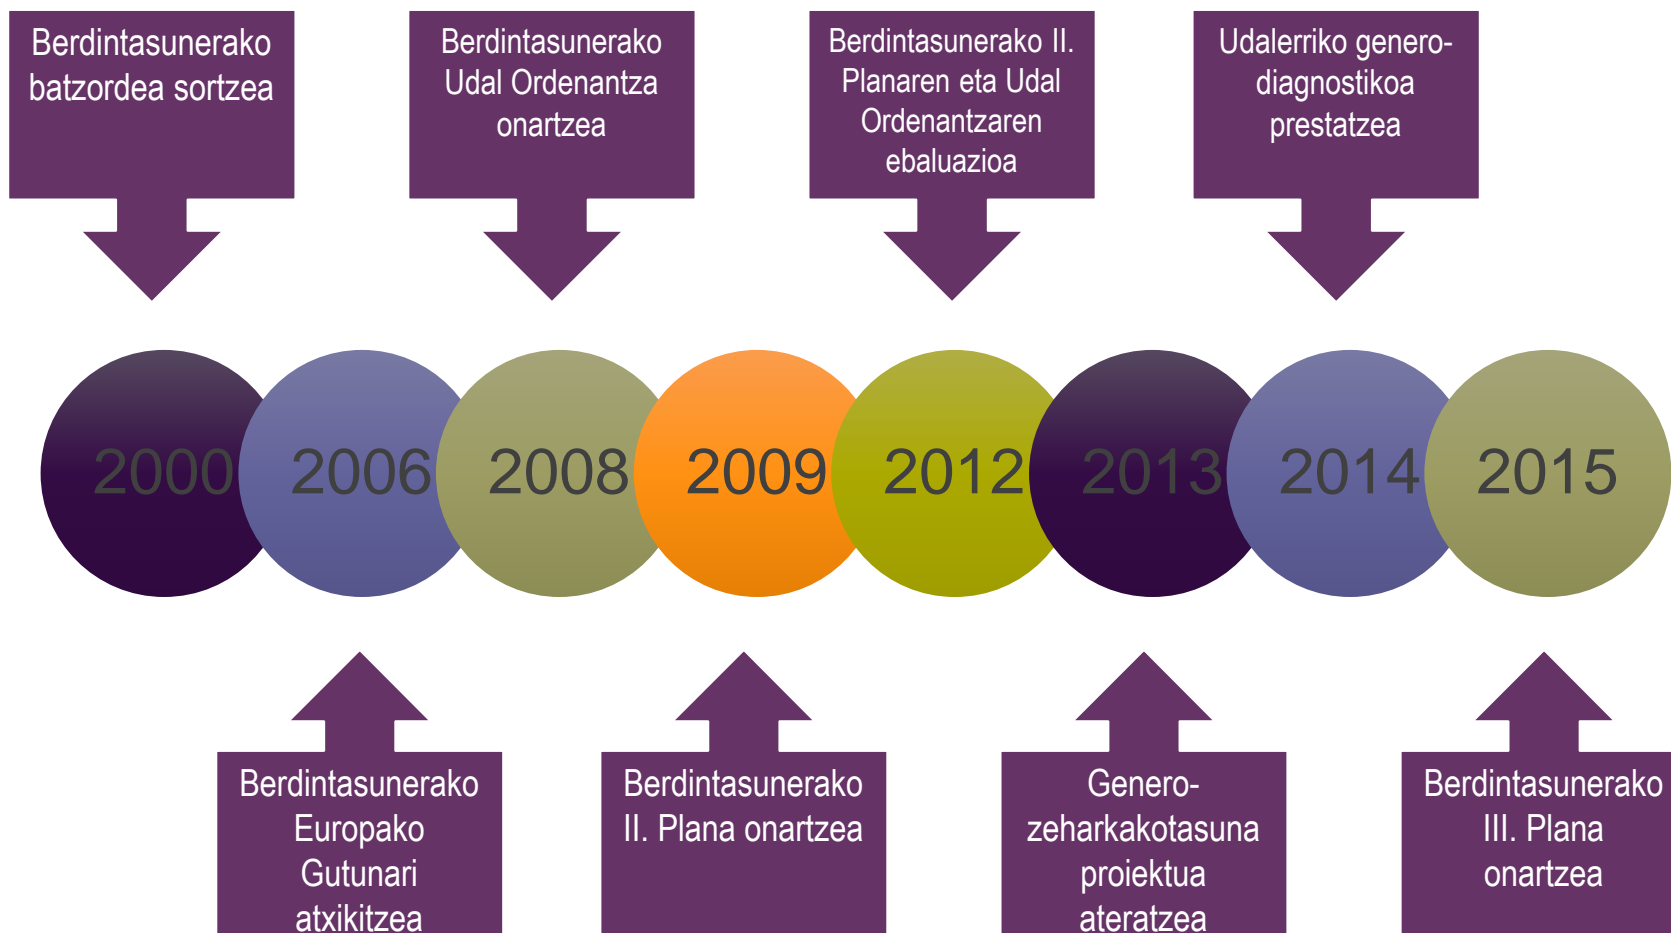 Berdintasunerako
batzordea sortzea
Berdintasunerako
Udal Ordenantza
onartzea
Berdintasunerako II.
Planaren eta Udal
Ordenantzaren
ebaluazioa
Udalerriko genero-
diagnostikoa
prestatzea
2000
2006
2008
2009
2012
2013
2014
2015
Berdintasunerako
Europako
Gutunari
atxikitzea
Berdintasunerako
II. Plana onartzea
Genero-
zeharkakotasuna
proiektua
ateratzea
Berdintasunerako
III. Plana
onartzea